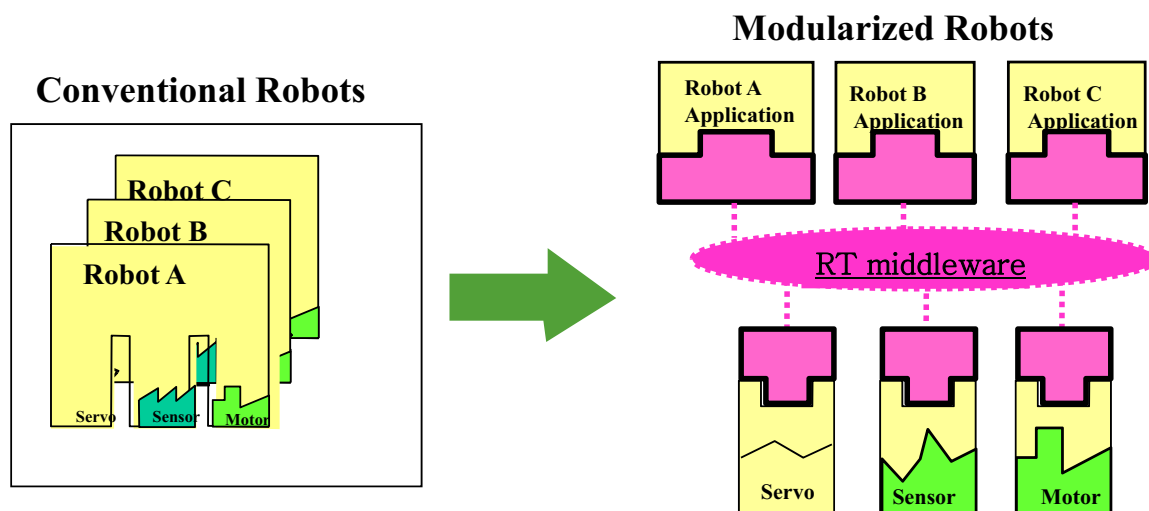 Conventional Robots
Robot C
Robot B
Robot A
Servo
Sensor
Motor
Modularized Robots
Robot A
Application
Robot B
Application
Robot C
Application
RT middleware
Servo
Sensor
Motor